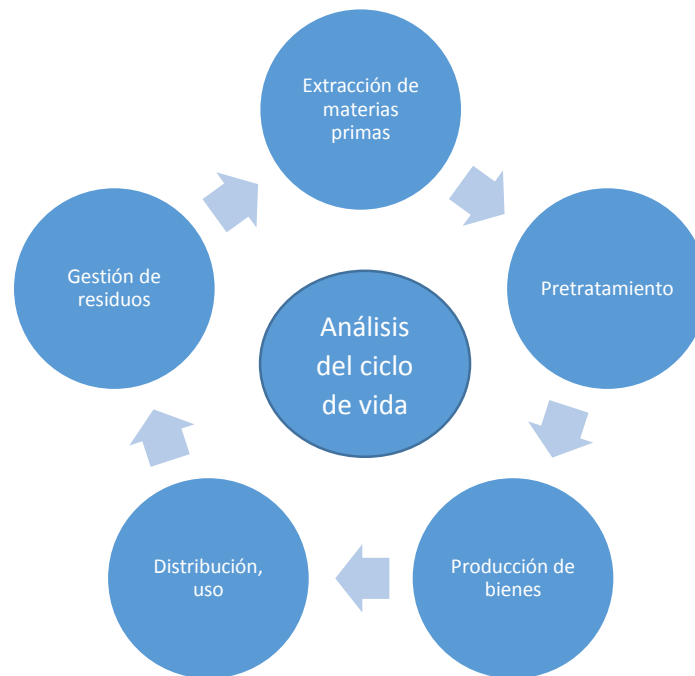 Extracción de
materias
primas
Pretratamiento
Producción de
bienes
Distribución,
uso
Gestión de
residuos
Análisis
del ciclo
de vida